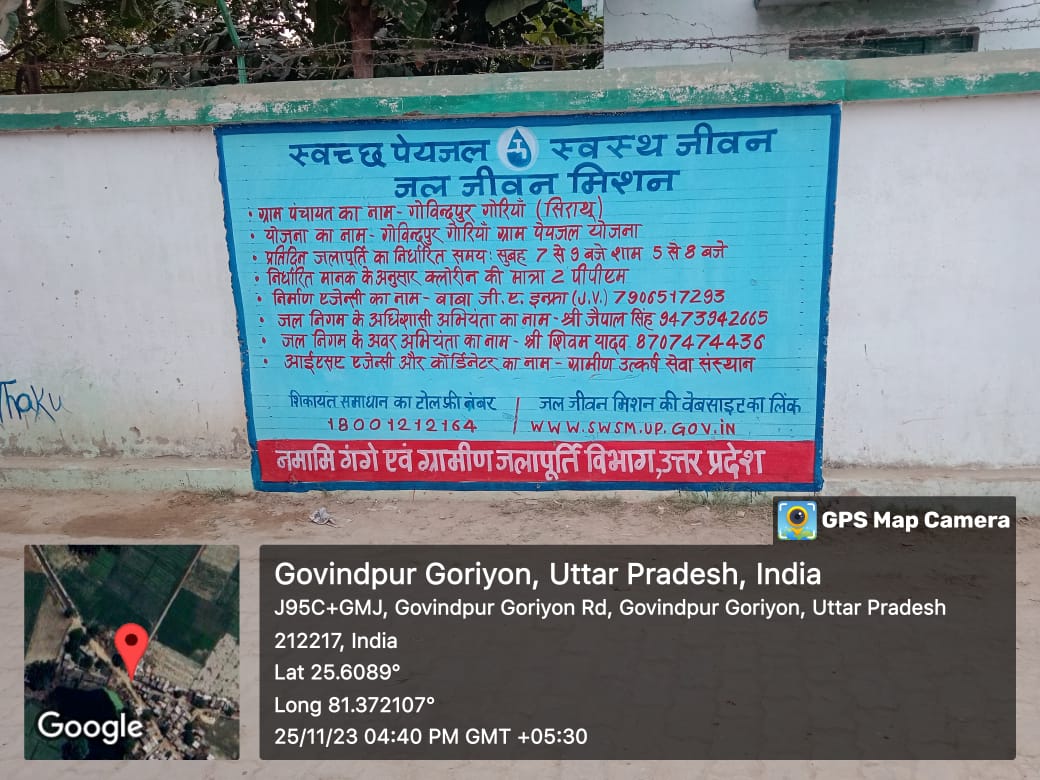 स्वच्छ पेयजल स्वस्थ जीवन
जल जीवन मिशन
• ग्राम पंचायत का नाम - गोविन्दपुर गोरियाँ (सिराथू)
• योजना का नाम - गोविन्दपुर गोरियाँ ग्राम पेयजल योजना
• प्रतिदिन जलापूर्ति का निर्धारित समय: सुबह 7 से 9 बजे शाम 5 से 8 बजे
• निर्धारित मानक के अनुसार क्लोरीन की मात्रा 2 पीपीएम
• निर्माण एजेन्सी का नाम - बाबा जी.ए. इन्फ्रा (J.V.) 7906517293
• जल निगम के अधिशासी अभियंता का नाम - श्री जैपाल सिंह 9473942665
• जल निगम के अवर अभियंता का नाम - श्री शिवम यादव 8707474436
• आईएसए एजेन्सी और कॉर्डिनेटर का नाम - ग्रामीण उत्कर्ष सेवा संस्थान
शिकायत समाधान का टोल फ्री नंबर
18001212164
जल जीवन मिशन की वेबसाइट का लिंक
WWW.SWSM.UP.GOV.IN
नमामि गंगे एवं ग्रामीण जलापूर्ति विभाग, उत्तर प्रदेश
Thaku
GPS Map Camera
Google
Govindpur Goriyon, Uttar Pradesh, India
J95C+GMJ, Govindpur Goriyon Rd, Govindpur Goriyon, Uttar Pradesh
212217, India
Lat 25.6089°
Long 81.372107°
25/11/23 04:40 PM GMT +05:30